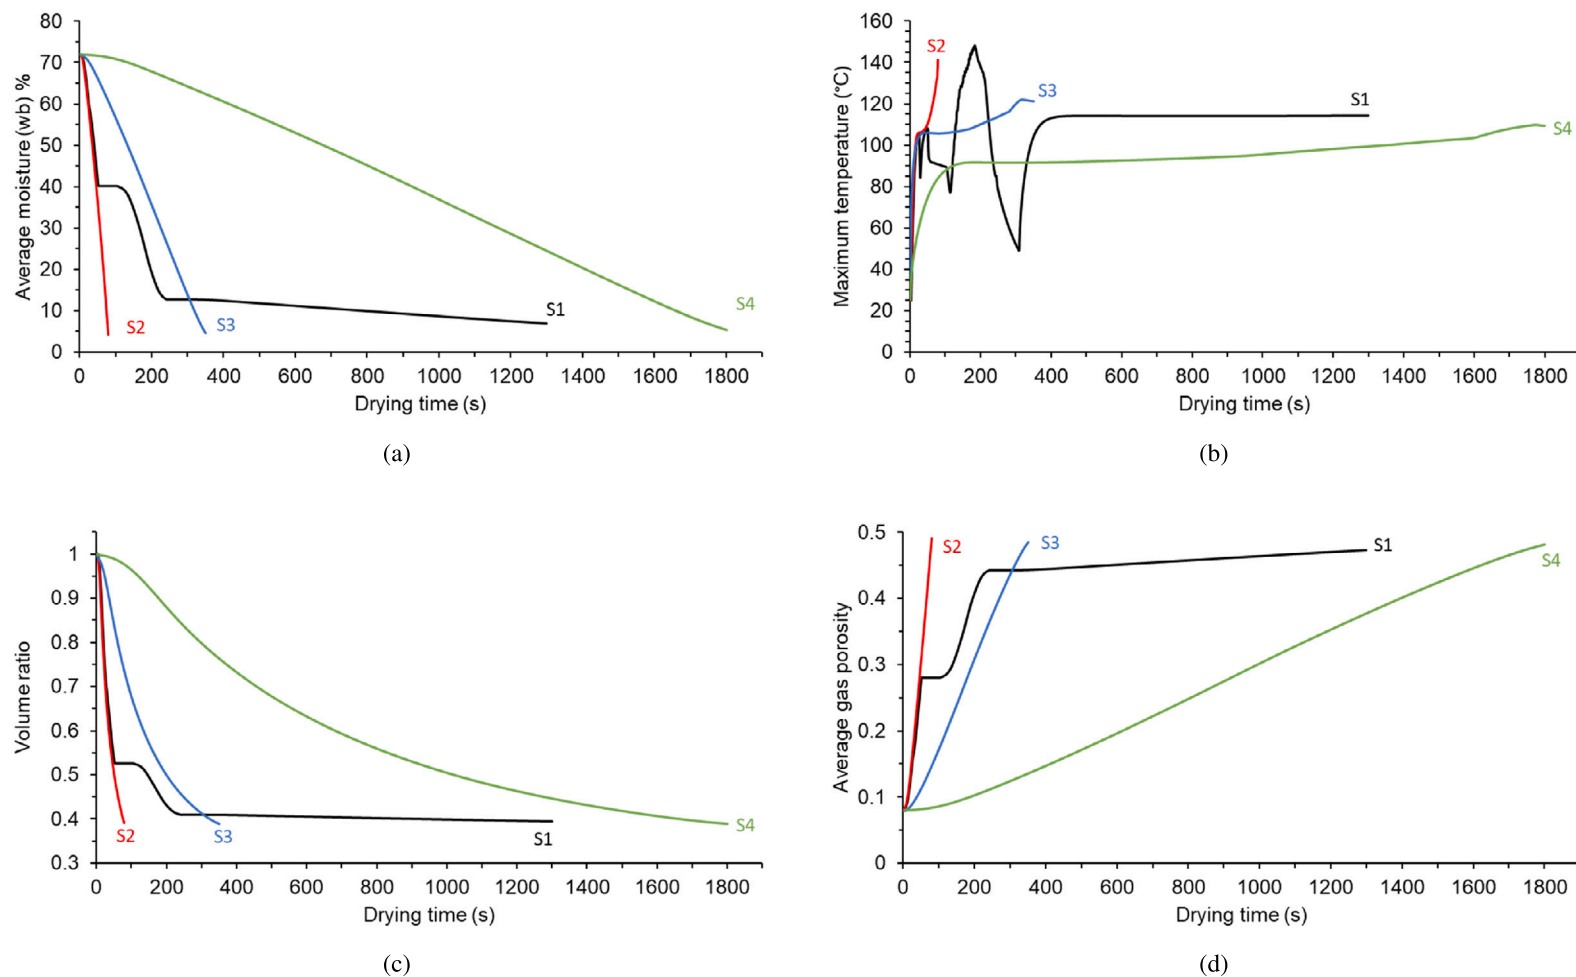 80
70
60
50
40
30
20
10
0
Average moisture (wb) %
S1
S2
S3
S4
0 200 400 600 800 1000 1200 1400 1600 1800
Drying time (s)
(a)
160
140
120
100
80
60
40
20
0
Maximum temperature (°C)
S2
S3
S1
S4
0 200 400 600 800 1000 1200 1400 1600 1800
Drying time (s)
(b)
1
0.9
0.8
0.7
0.6
0.5
0.4
0.3
Volume ratio
S2
S3
S1
S4
0 200 400 600 800 1000 1200 1400 1600 1800
Drying time (s)
(c)
0.5
0.4
0.3
0.2
0.1
0
Average gas porosity
S2
S3
S1
S4
0 200 400 600 800 1000 1200 1400 1600 1800
Drying time (s)
(d)